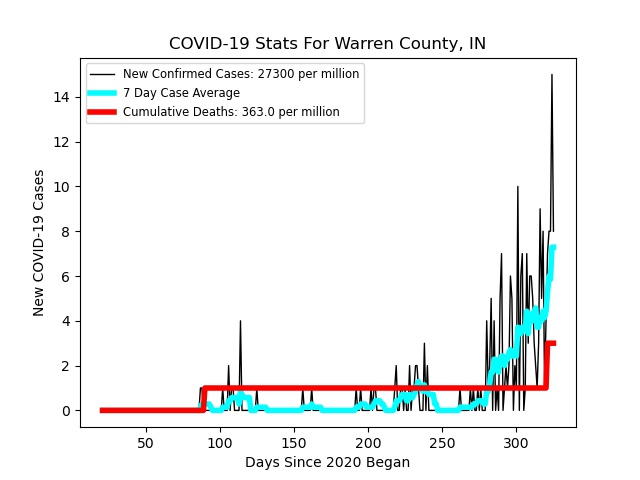 COVID-19 Stats For Warren County, IN
New Confirmed Cases: 27300 per million
7 Day Case Average
Cumulative Deaths: 363.0 per million
New COVID-19 Cases
14
12
10
8
6
4
2
0
50 100 150 200 250 300
Days Since 2020 Began